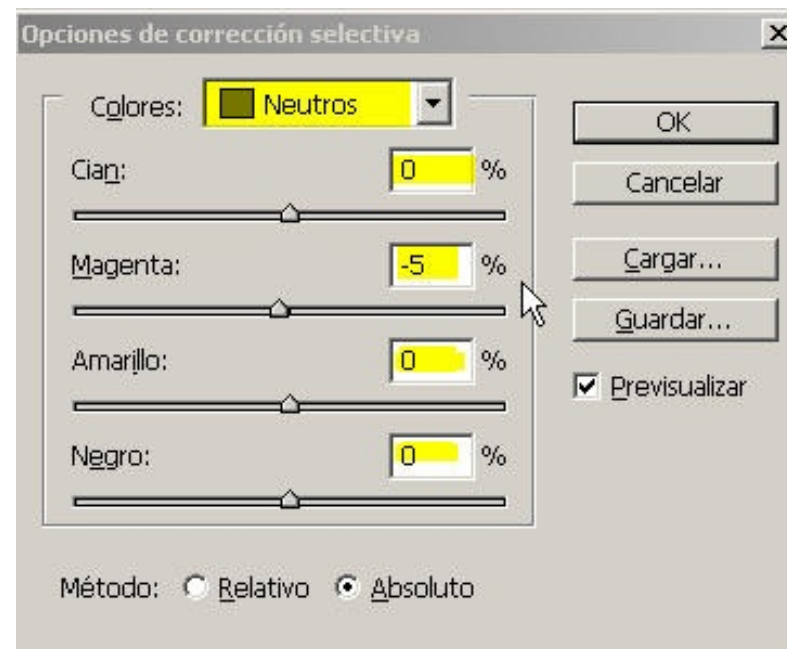 Opciones de corrección selectiva
Colores: Neutros
OK
Cian: 0 %
Cancelar
Magenta: -5 %
Cargar...
Guardar...
Amarillo: 0 %
Previsualizar
Negro: 0 %
Método: Relativo Absoluto